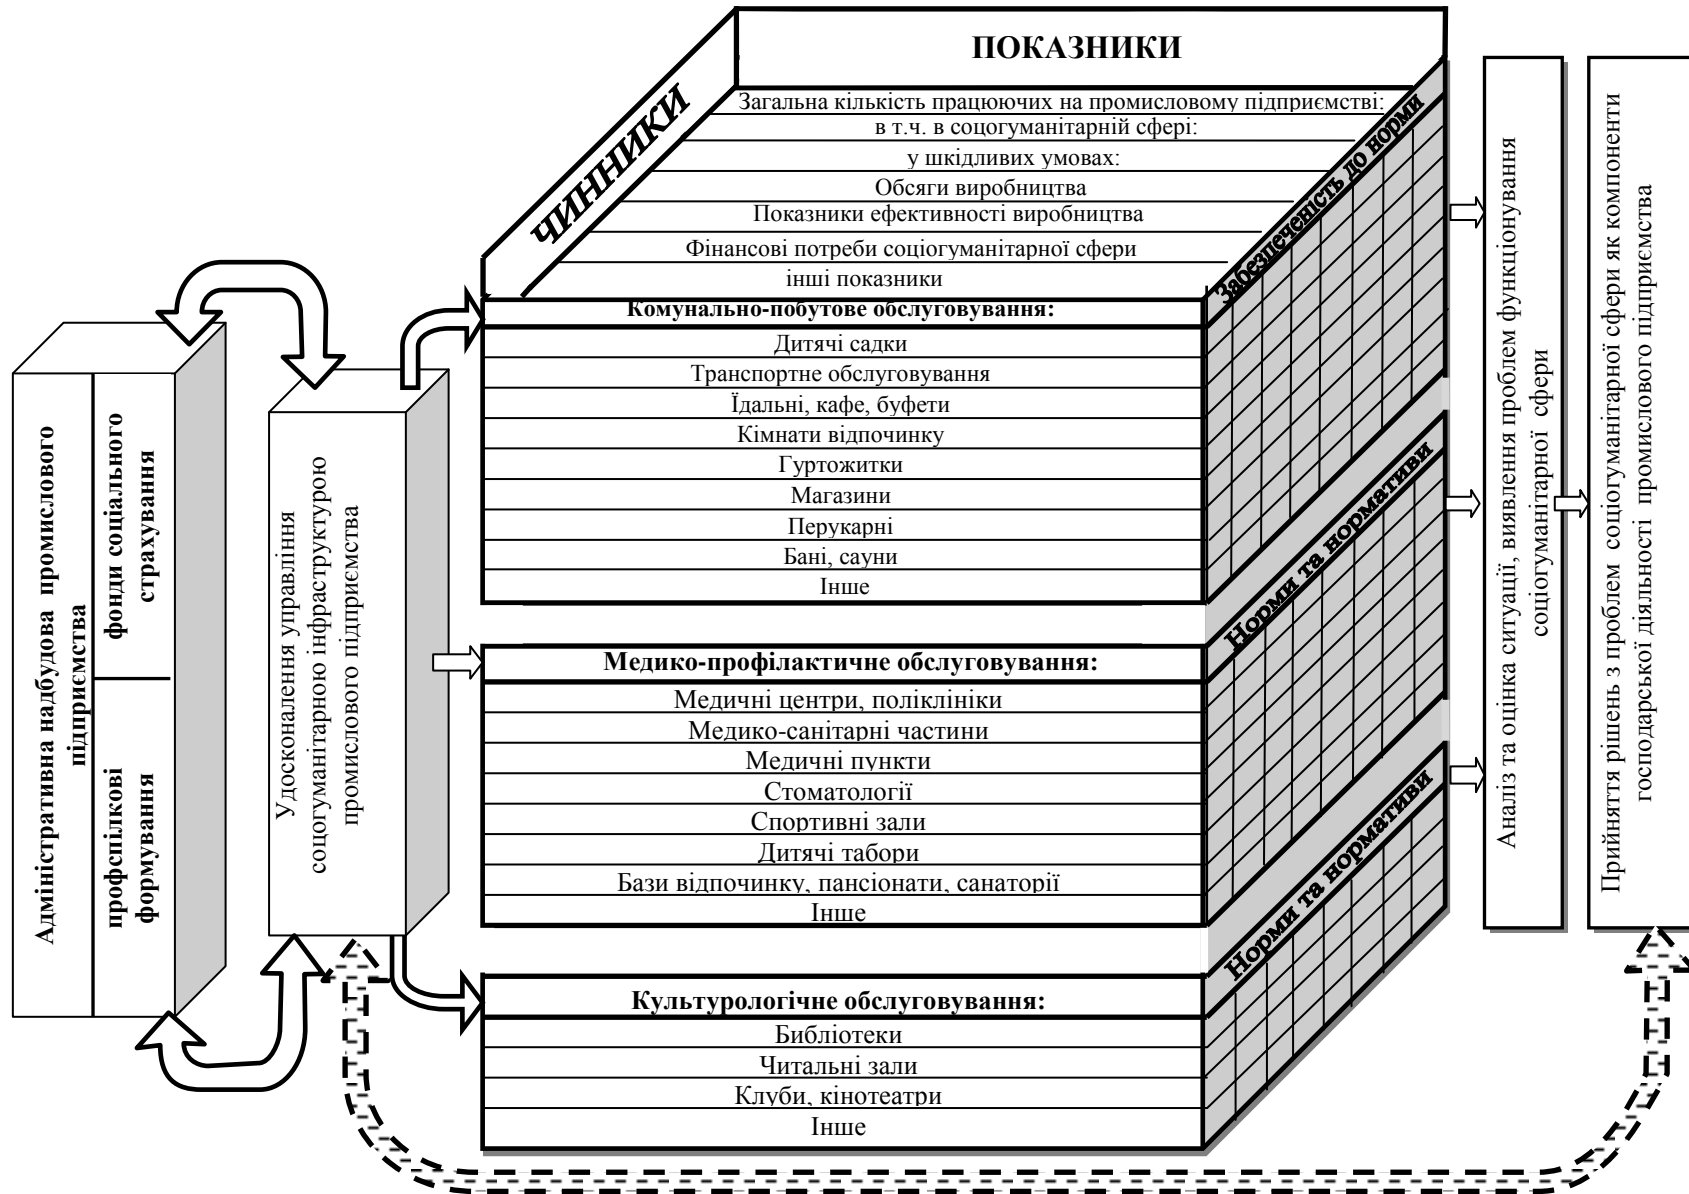 Адміністративна надбудова  промислового
підприємства
фонди соціального
страхування
профспілкові
формування
Удосконалення управління
соцогуманітарною інфраструктурою
промислового підприємства
ЧИННИКИ
ПОКАЗНИКИ
Загальна кількість працюючих на промисловому підприємстві:
в т.ч. в соцогуманітарній сфері:
у шкідливих умовах:
Обсяги виробництва
Показники ефективності виробництва
Фінансові потреби соціогуманітарної сфери
інші показники
Забезпеченість до норми
Комунально-побутове обслуговування:
Дитячі садки
Транспортне обслуговування
Їдальні, кафе, буфети
Кімнати відпочинку
Гуртожитки
Магазини
Перукарні
Бані, сауни
Інше
Норми та нормативи
Медико-профілактичне обслуговування:
Медичні центри, поліклініки
Медико-санітарні частини
Медичні пункти
Стоматології
Спортивні зали
Дитячі табори
Бази відпочинку, пансіонати, санаторії
Інше
Норми та нормативи
Культурологічне обслуговування:
Библіотеки
Читальні зали
Клуби, кінотеатри
Інше
Аналіз та оцінка ситуації, виявлення проблем функціонування
соціогуманітарної  сфери
Прийняття рішень з проблем  соціогуманітарної сфери як компоненти
господарської діяльності  промислового підприємства